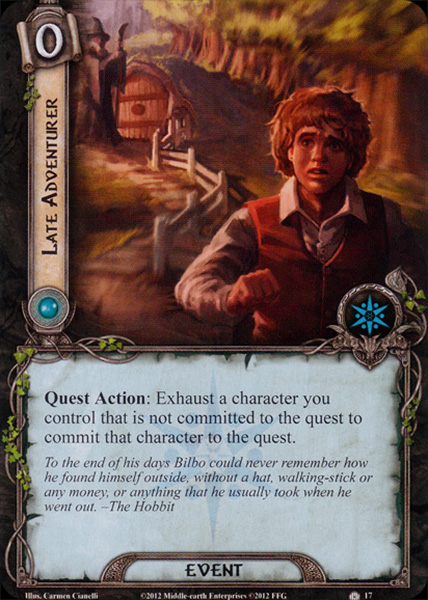 0
LATE ADVENTURER
Quest Action: Exhaust a character you
control that is not committed to the quest to
commit that character to the quest.
To the end of his days Bilbo could never remember how
he found himself outside, without a hat, walking-stick or
any money, or anything that he usually took when he
went out. –The Hobbit
EVENT
Illus. Carmen Cianelli ©2012 Middle-earth Enterprises ©2012 FFG 17